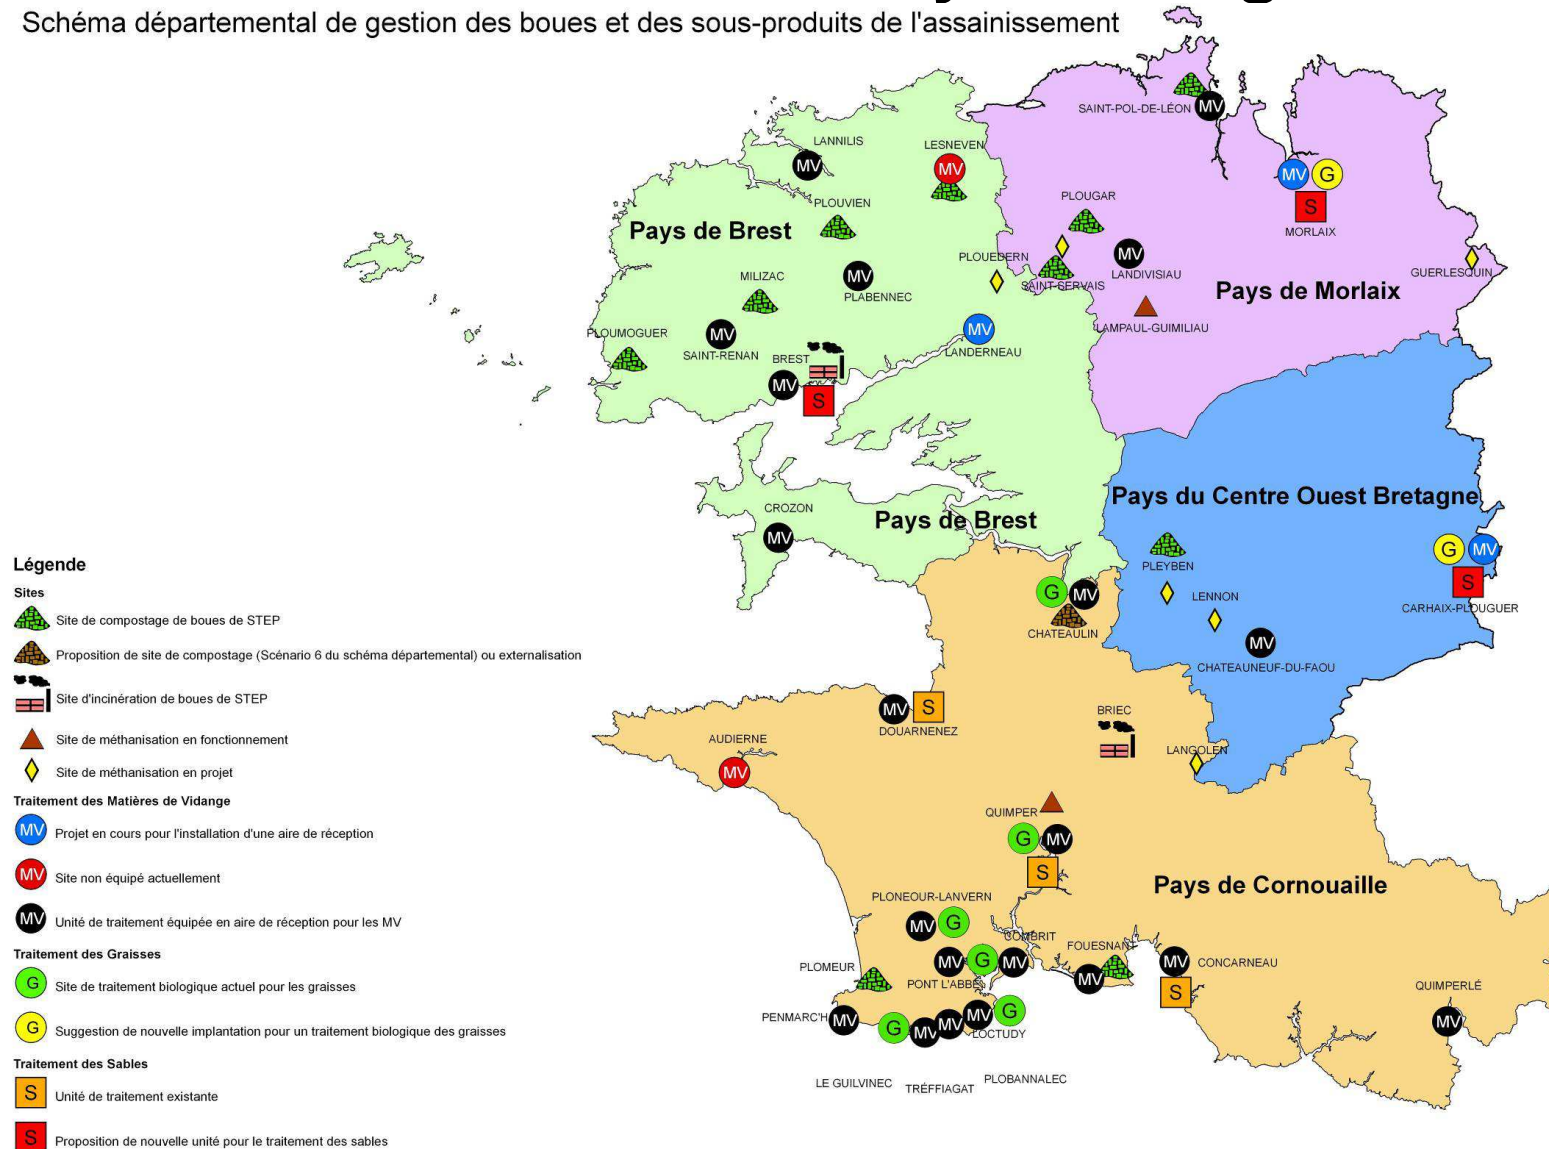 Schéma départemental de gestion des boues et des sous-produits de l'assainissement
SAINT-POL-DE-LÉON
MV
LANNILIS
MV
LESNEVEN
MV
PLOUVIEN
PLOUGAR
MV G
S
MORLAIX
Pays de Brest
PLOUEDERN
MV
LANDIVISIAU
GUERLESQUIN
MILIZAC
MV
PLABENNEC
SAINT-SERVAIS
Pays de Morlaix
PLOUMOGUER
MV
SAINT-RENAN
MV
LANDERNEAU
LAMPAUL-GUIMILIAU
BREST
MV
S
Pays du Centre Ouest Bretagne
CROZON
MV
Pays de Brest
G MV
S
CARHAIX-PLOUGUER
PLEYBEN
LENNON
G MV
CHATEAULIN
MV
CHATEAUNEUF-DU-FAOU
MV S
DOUARNENEZ
BRIEC
LANGOLEN
AUDIERNE
MV
QUIMPER
G MV
S
Pays de Cornouaille
PLONEOUR-LANVERN
MV G
COMBRIT
MV G MV
PONT L'ABBÉ
FOUESNANT
MV
MV
CONCARNEAU
S
PLOMEUR
QUIMPERLÉ
MV
PENMARC'H
MV
G MV MV MV G
LOCTUDY
LE GUILVINEC
TRÉFFIAGAT
PLOBANNALEC
Légende
Sites
Site de compostage de boues de STEP
Proposition de site de compostage (Scénario 6 du schéma départemental) ou externalisation
Site d'incinération de boues de STEP
Site de méthanisation en fonctionnement
Site de méthanisation en projet
Traitement des Matières de Vidange
MV Projet en cours pour l'installation d'une aire de réception
MV Site non équipé actuellement
MV Unité de traitement équipée en aire de réception pour les MV
Traitement des Graisses
G Site de traitement biologique actuel pour les graisses
G Suggestion de nouvelle implantation pour un traitement biologique des graisses
Traitement des Sables
S Unité de traitement existante
S Proposition de nouvelle unité pour le traitement des sables